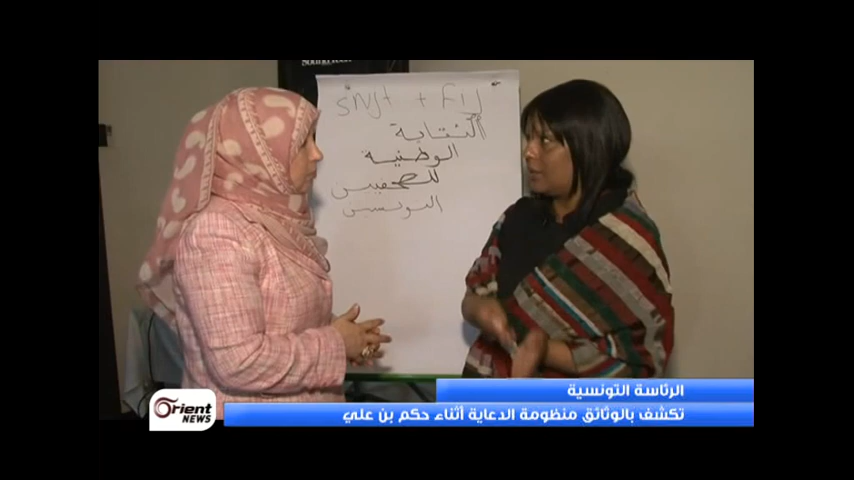 SNJT + FIJ
النقابة
الوطنية
للصحفيين
التونسيين
الرئاسة التونسية
تكشف بالوثائق منظومة الدعاية أثناء حكم بن علي
Orient
NEWS